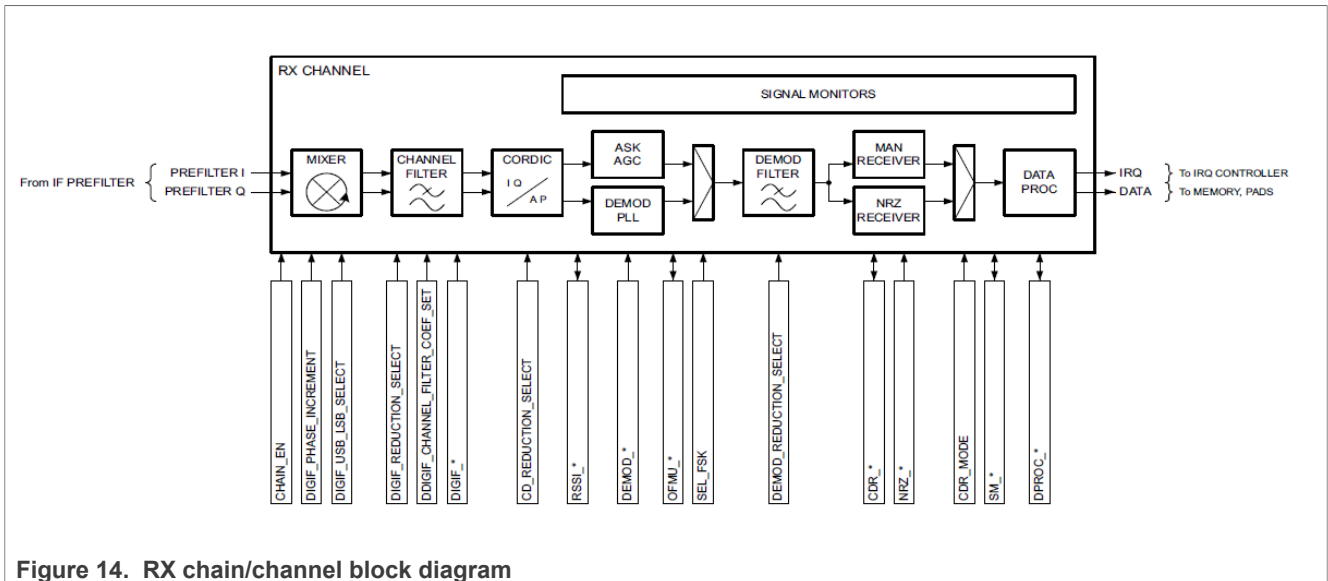 RX CHANNEL
SIGNAL MONITORS
From IF PREFILTER
PREFILTER I
PREFILTER Q
MIXER
CHANNEL
FILTER
CORDIC
I Q
A P
ASK
AGC
DEMOD
PLL
DEMOD
FILTER
MAN
RECEIVER
NRZ
RECEIVER
DATA
PROC
IRQ
DATA
To IRQ CONTROLLER
To MEMORY, PADS
CHAIN_EN
DIGIF_PHASE_INCREMENT
DIGIF_USB_LSB_SELECT
DIGIF_REDUCTION_SELECT
DDIGIF_CHANNEL_FILTER_COEF_SET
DIGIF_*
CD_REDUCTION_SELECT
RSSI_*
DEMOD_*
OFMU_*
SEL_FSK
DEMOD_REDUCTION_SELECT
CDR_*
NRZ_*
CDR_MODE
SM_*
DPROC_*
Figure 14. RX chain/channel block diagram